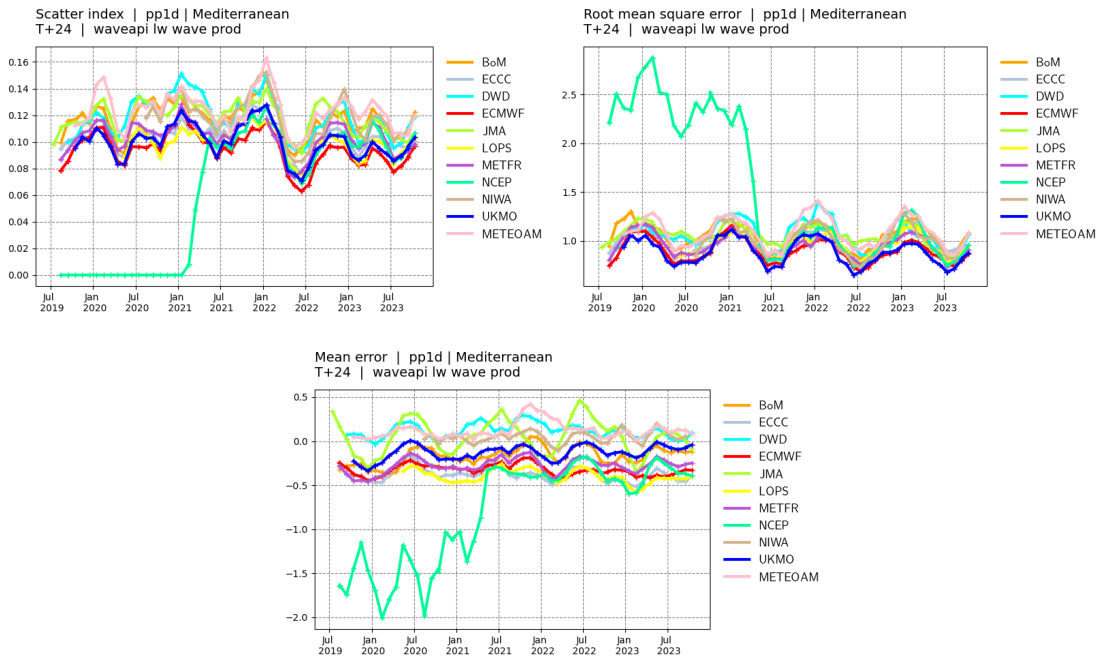 Scatter index | pp1d | Mediterranean
T+24 | waveapi lw wave prod
0.16
0.14
0.12
0.10
0.08
0.06
0.04
0.02
0.00
Jul 2019
Jan 2020
Jul 2020
Jan 2021
Jul 2021
Jan 2022
Jul 2022
Jan 2023
Jul 2023
BoM
ECCC
DWD
ECMWF
JMA
LOPS
METFR
NCEP
NIWA
UKMO
METEOAM
Root mean square error | pp1d | Mediterranean
T+24 | waveapi lw wave prod
2.5
2.0
1.5
1.0
Jul 2019
Jan 2020
Jul 2020
Jan 2021
Jul 2021
Jan 2022
Jul 2022
Jan 2023
Jul 2023
BoM
ECCC
DWD
ECMWF
JMA
LOPS
METFR
NCEP
NIWA
UKMO
METEOAM
Mean error | pp1d | Mediterranean
T+24 | waveapi lw wave prod
0.5
0.0
−0.5
−1.0
−1.5
−2.0
Jul 2019
Jan 2020
Jul 2020
Jan 2021
Jul 2021
Jan 2022
Jul 2022
Jan 2023
Jul 2023
BoM
ECCC
DWD
ECMWF
JMA
LOPS
METFR
NCEP
NIWA
UKMO
METEOAM